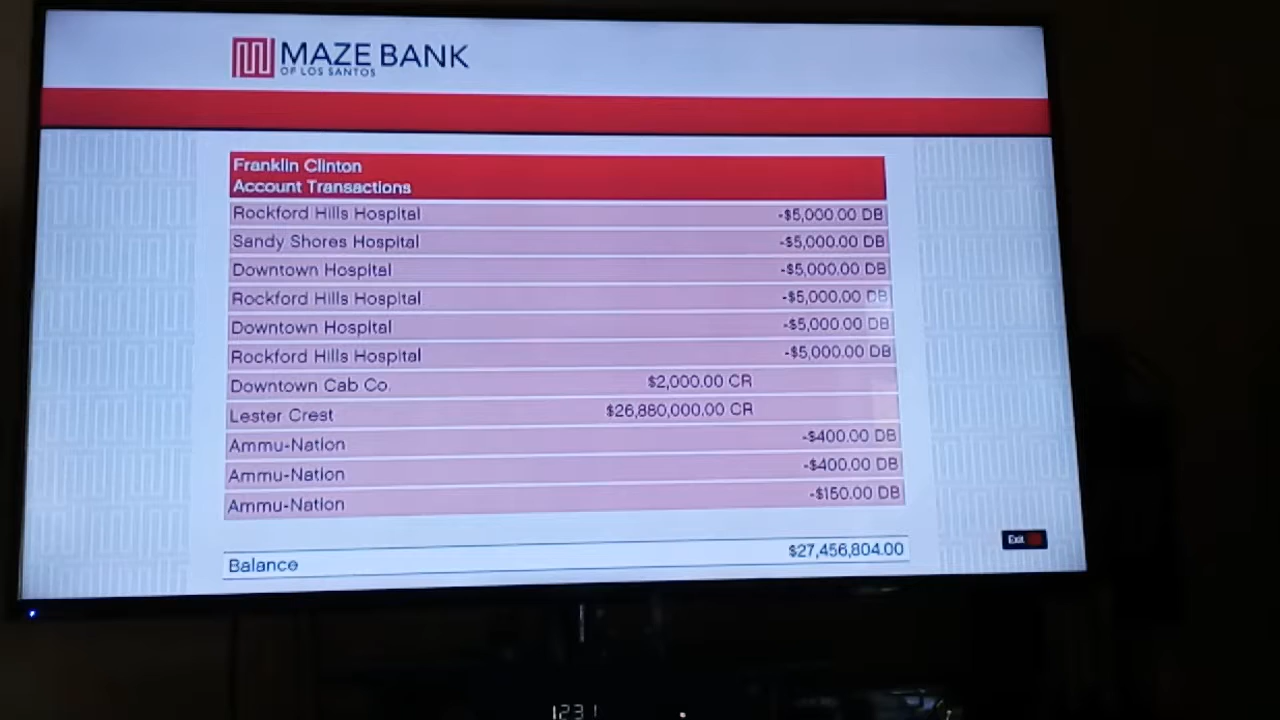 MAZE BANK
OF LOS SANTOS
Franklin Clinton
Account Transactions
Rockford Hills Hospital -$5,000.00 DB
Sandy Shores Hospital -$5,000.00 DB
Downtown Hospital -$5,000.00 DB
Rockford Hills Hospital -$5,000.00 DB
Downtown Hospital -$5,000.00 DB
Rockford Hills Hospital -$5,000.00 DB
Downtown Cab Co. $2,000.00 CR
Lester Crest $26,880,000.00 CR
Ammu-Nation -$400.00 DB
Ammu-Nation -$400.00 DB
Ammu-Nation -$150.00 DB
Exit
Balance $27,456,804.00
1231